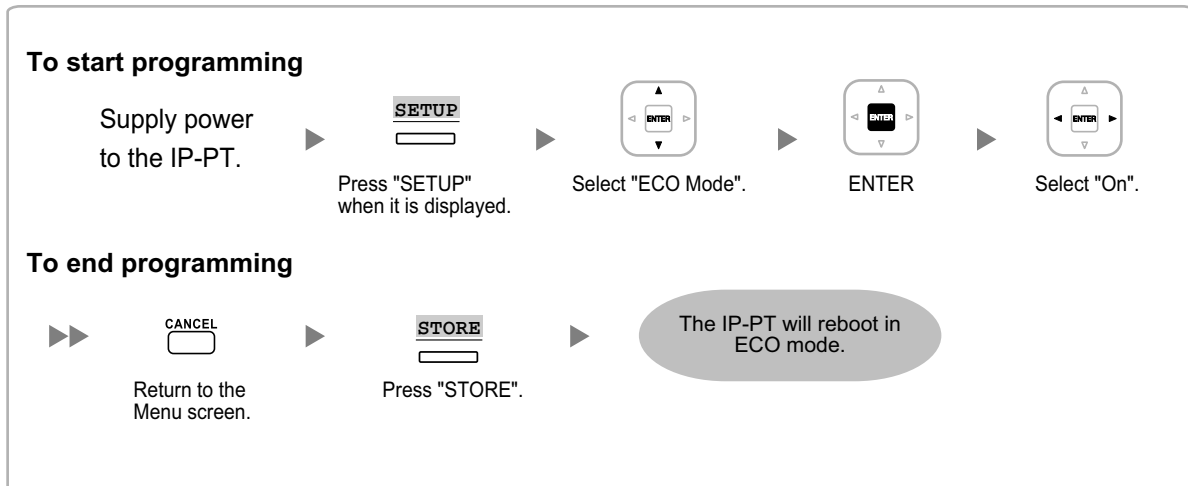 To start programming
Supply power
to the IP-PT.
SETUP
Press "SETUP"
when it is displayed.
ENTER
Select "ECO Mode".
ENTER
ENTER
ENTER
Select "On".
To end programming
CANCEL
Return to the
Menu screen.
STORE
Press "STORE".
The IP-PT will reboot in
ECO mode.